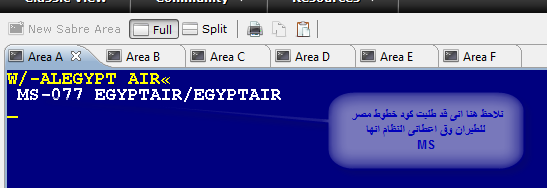 Classic View Community Resources
New Sabre Area Full Split
Area A Area B Area C Area D Area E Area F
W/-ALEGYPT AIR«
MS-077 EGYPTAIR/EGYPTAIR
نلاحظ هنا انى قد طلبت كود خطوط مصر
للطيران وق اعطانى النظام انها
MS